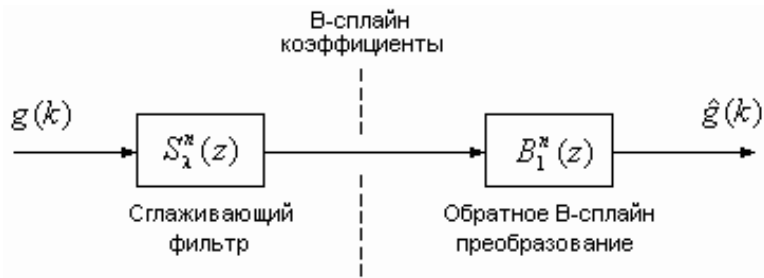 В-сплайн
коэффициенты
g(k)
S_λ^n(z)
B_1^n(z)
ĝ(k)
Сглаживающий
фильтр
Обратное В-сплайн
преобразование